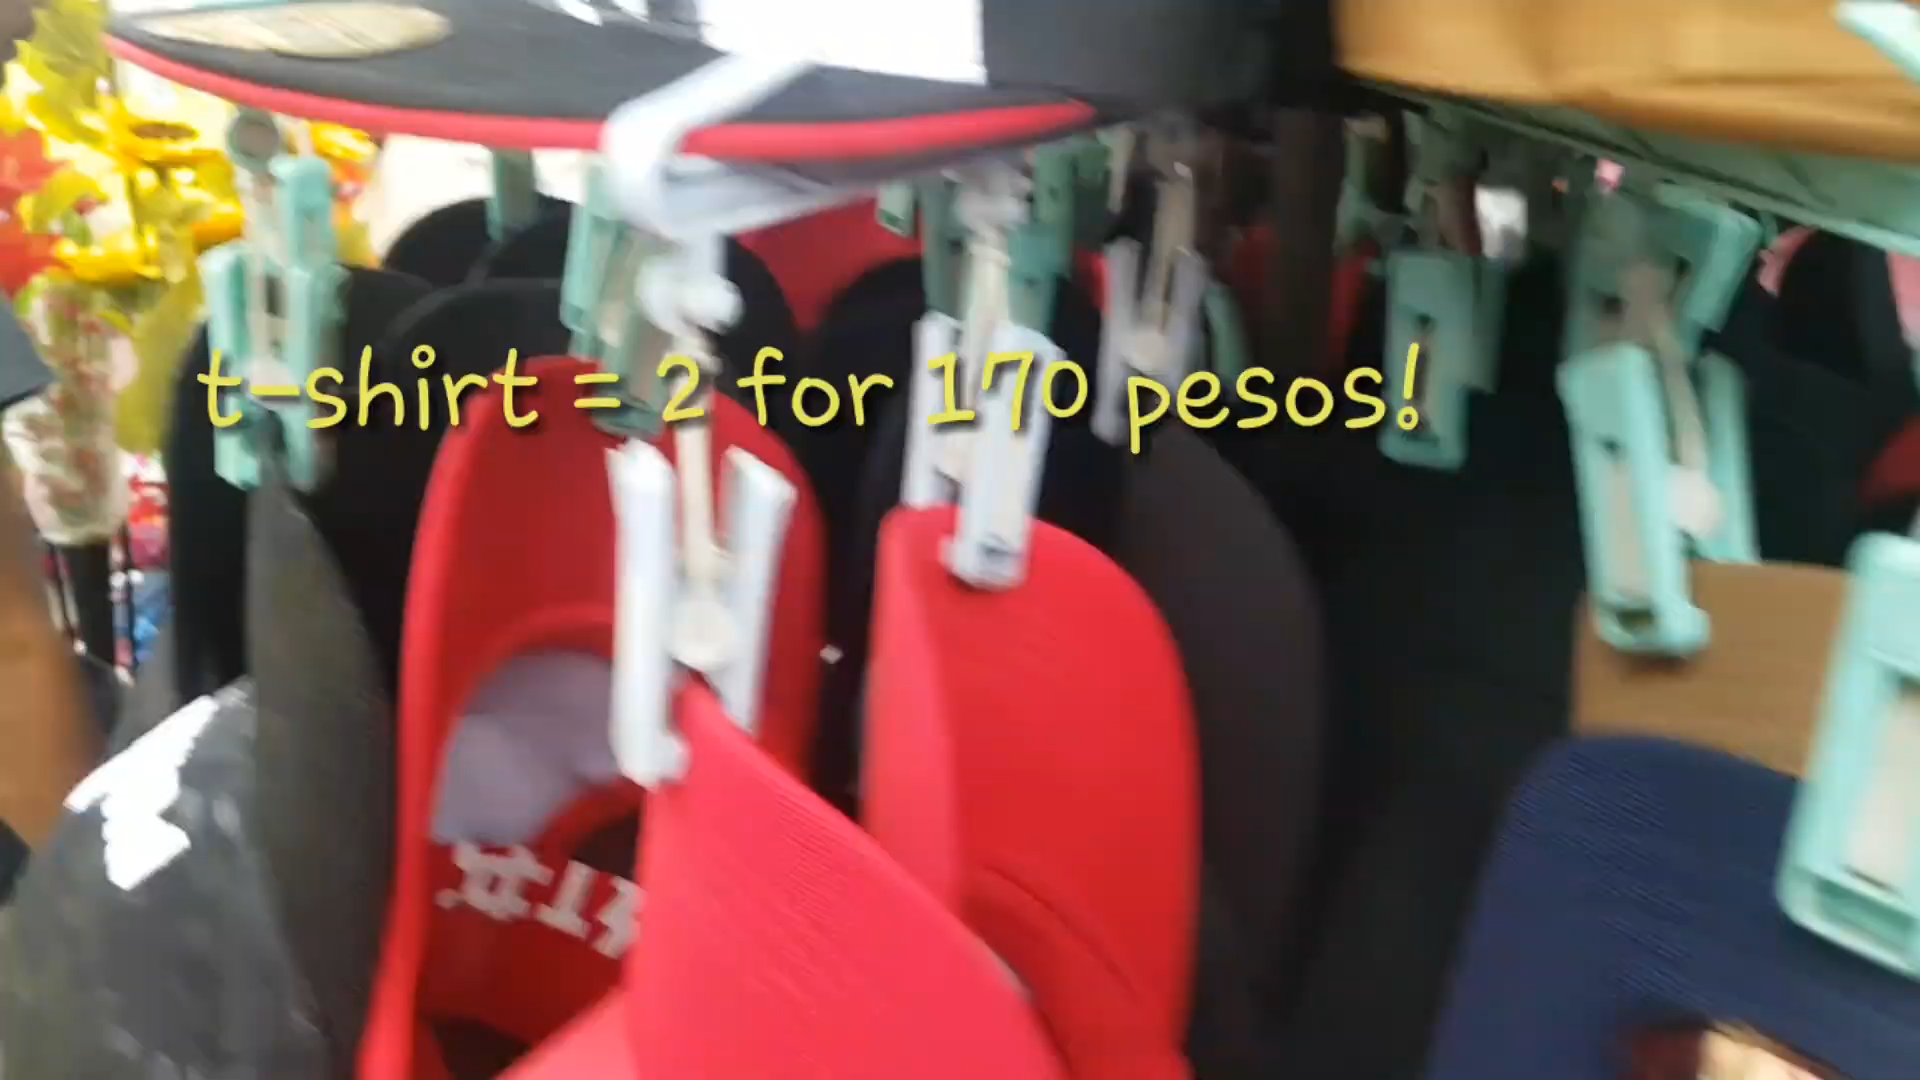 t-shirt = 2 for 170 pesos!